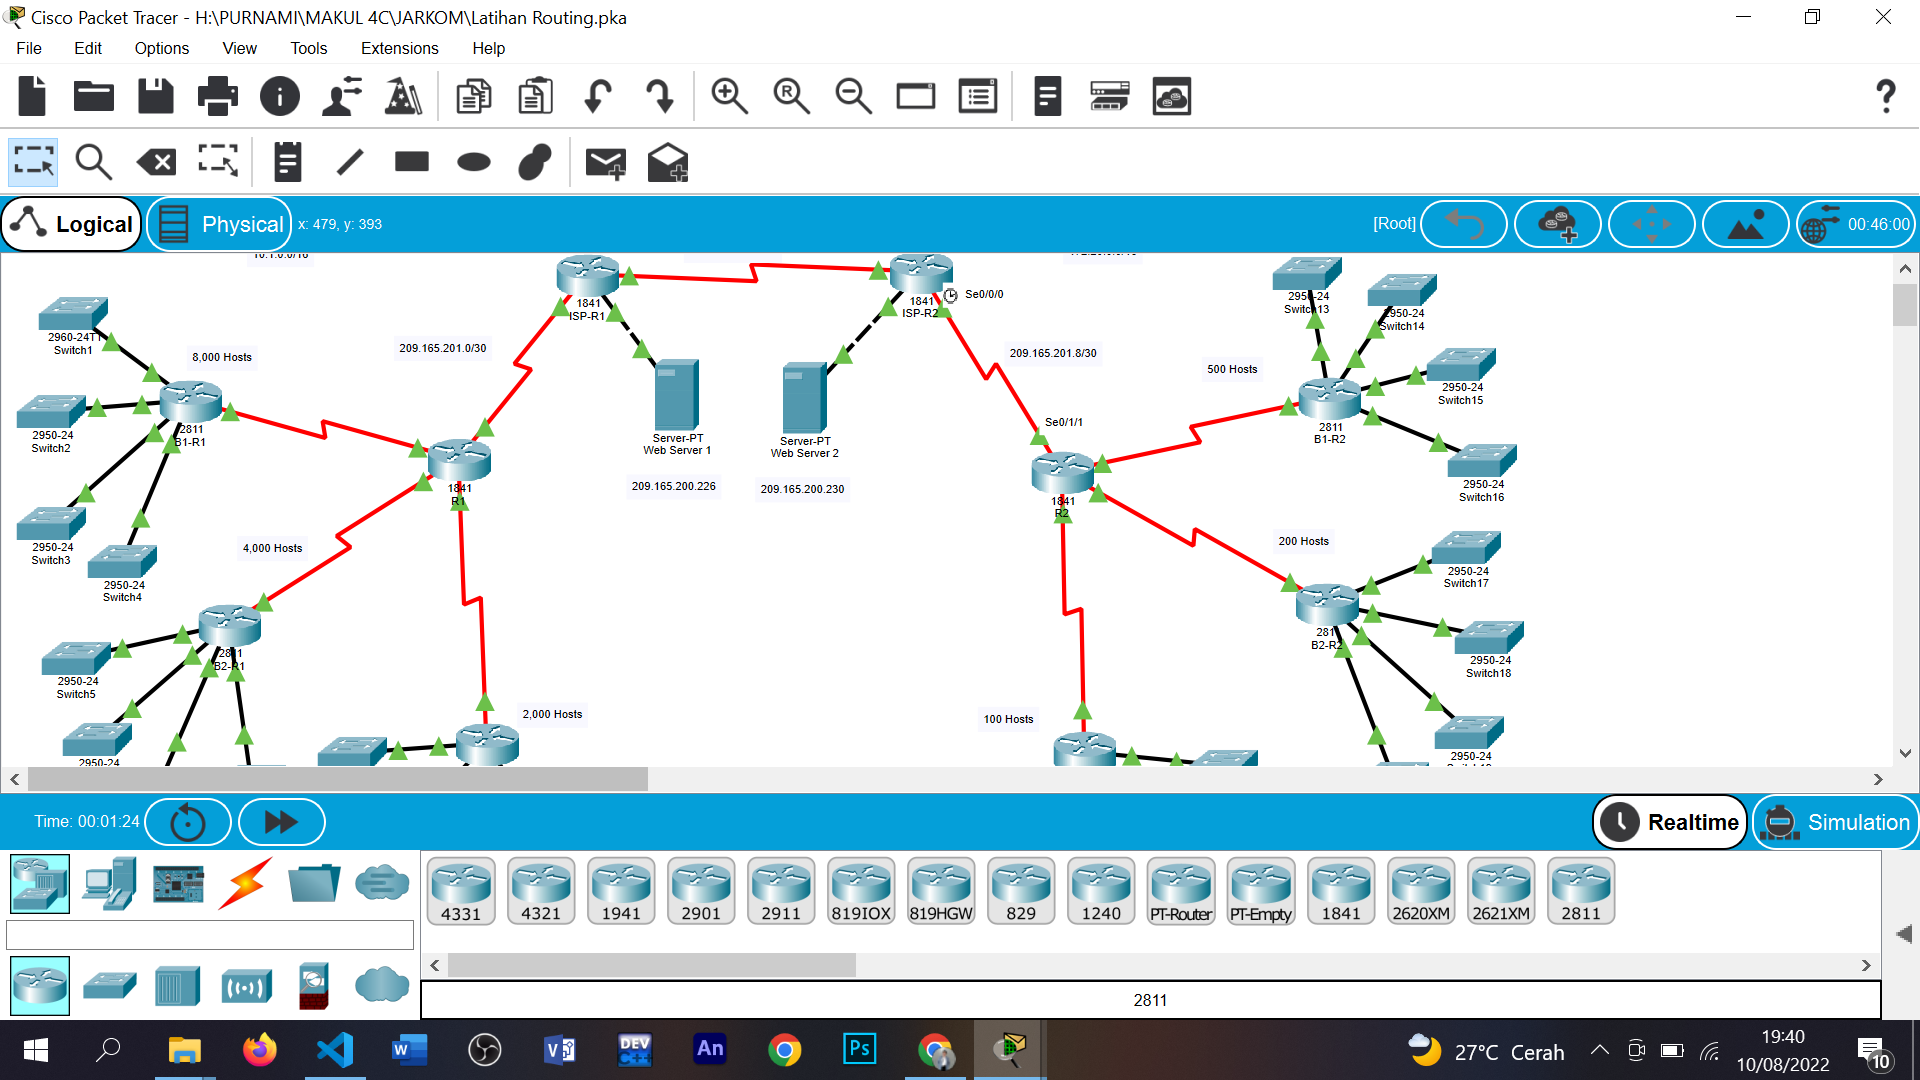 Cisco Packet Tracer - H:\PURNAMI\MAKUL 4C\JARKOM\Latihan Routing.pka
File Edit Options View Tools Extensions Help
Logical Physical x: 479, y: 393 [Root] 00:46:00
1841
ISP-R1
1841
ISP-R2
Se0/0/0
2960-24T
Switch1
8,000 Hosts
209.165.201.0/30
209.165.201.8/30
500 Hosts
2950-24
Switch13
2950-24
Switch14
2950-24
Switch15
2950-24
Switch2
2811
B1-R1
Server-PT
Web Server 1
Server-PT
Web Server 2
Se0/1/1
2811
B1-R2
209.165.200.226
209.165.200.230
1841
R1
1841
R2
2950-24
Switch16
2950-24
Switch3
4,000 Hosts
200 Hosts
2950-24
Switch4
2950-24
Switch17
2811
B2-R1
B2-R2
2950-24
Switch5
2950-24
Switch18
2,000 Hosts
100 Hosts
2950-24
2950-24
Time: 00:01:24 Realtime Simulation
4331 4321 1941 2901 2911 819IOX 819HGW 829 1240 PT-Router PT-Empty 1841 2620XM 2621XM 2811
2811
DEV C++ An Ps
27°C Cerah
19:40
10/08/2022
10